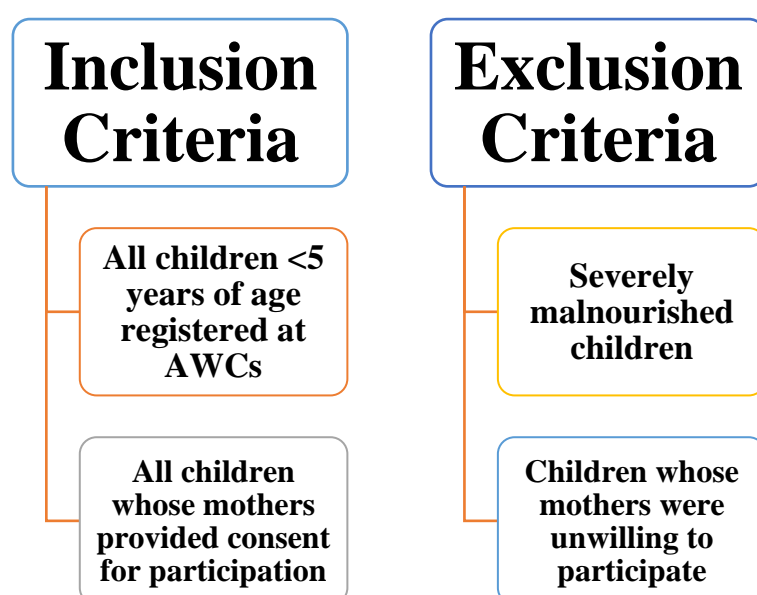 Inclusion
Criteria
All children <5
years of age
registered at
AWCs
All children
whose mothers
provided consent
for participation
Exclusion
Criteria
Severely
malnourished
children
Children whose
mothers were
unwilling to
participate